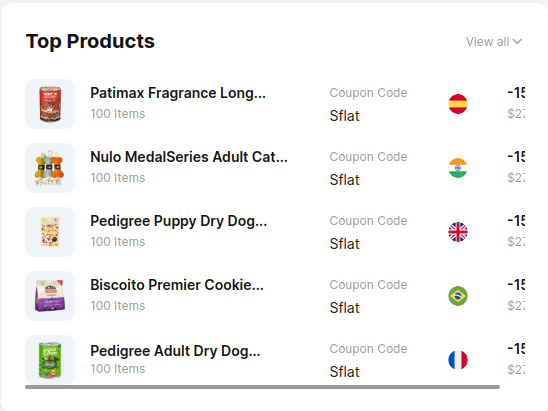 Top Products
View all
Patimax Fragrance Long...
100 Items
Coupon Code
Sflat
-15
$27
Nulo MedalSeries Adult Cat...
100 Items
Coupon Code
Sflat
-15
$27
Pedigree Puppy Dry Dog...
100 Items
Coupon Code
Sflat
-15
$27
Biscoito Premier Cookie...
100 Items
Coupon Code
Sflat
-15
$27
Pedigree Adult Dry Dog...
100 Items
Coupon Code
Sflat
-15
$27